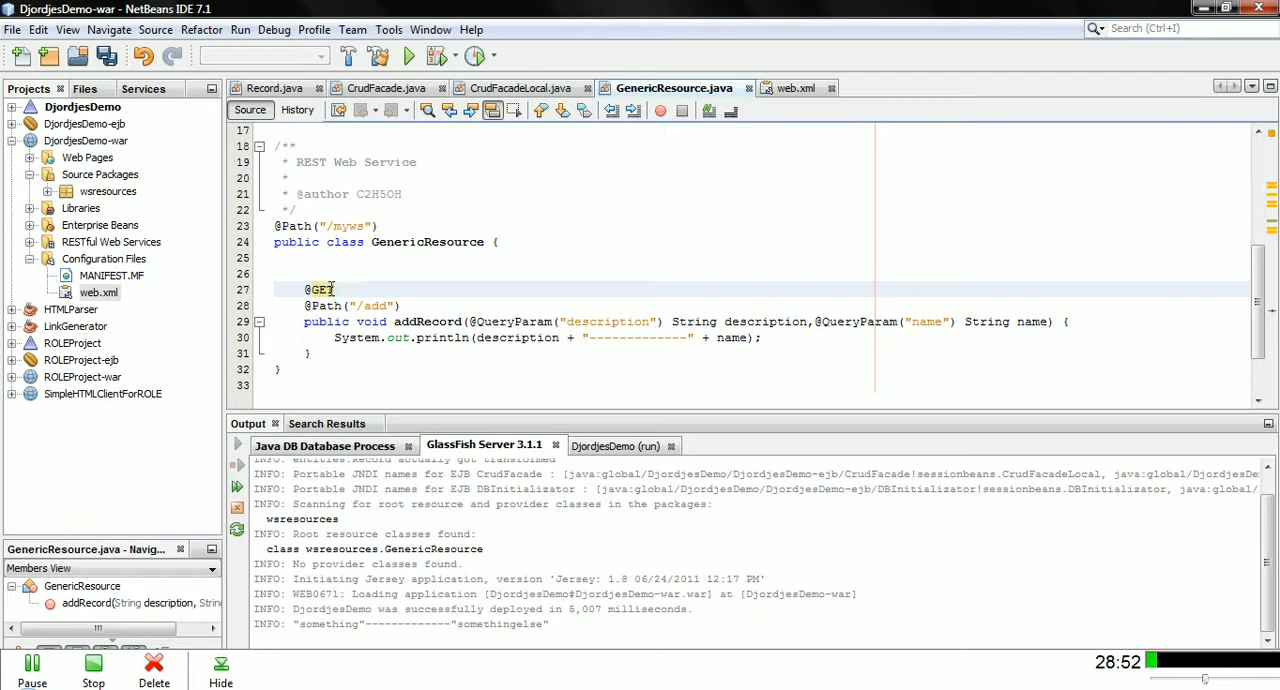 DjordjesDemo-war - NetBeans IDE 7.1
File Edit View Navigate Source Refactor Run Debug Profile Team Tools Window Help
Search (Ctrl+I)
Projects Files Services
DjordjesDemo
DjordjesDemo-ejb
DjordjesDemo-war
Web Pages
Source Packages
wsresources
Libraries
Enterprise Beans
RESTful Web Services
Configuration Files
MANIFEST.MF
web.xml
HTMLParser
LinkGenerator
ROLEProject
ROLEProject-ejb
ROLEProject-war
SimpleHTMLClientForROLE
GenericResource.java - Navig...
Members View
GenericResource
addRecord(String description, Strin
Record.java CrudFacade.java CrudFacadeLocal.java GenericResource.java web.xml
Source History
17
18 /**
19 * REST Web Service
20 *
21 * @author C2H5OH
22 */
23 @Path("/myws")
24 public class GenericResource {
25
26
27 @GET
28 @Path("/add")
29 public void addRecord(@QueryParam("description") String description,@QueryParam("name") String name) {
30 System.out.println(description + "-------------" + name);
31 }
32 }
33
Output Search Results
Java DB Database Process GlassFish Server 3.1.1 DjordjesDemo (run)
INFO: entities.Record actually got transformed
INFO: Portable JNDI names for EJB CrudFacade : [java:global/DjordjesDemo/DjordjesDemo-ejb/CrudFacade!sessionbeans.CrudFacadeLocal, java:global/DjordjesDem
INFO: Portable JNDI names for EJB DBInitializator : [java:global/DjordjesDemo/DjordjesDemo-ejb/DBInitializator!sessionbeans.DBInitializator, java:global/
INFO: Scanning for root resource and provider classes in the packages:
wsresources
INFO: Root resource classes found:
class wsresources.GenericResource
INFO: No provider classes found.
INFO: Initiating Jersey application, version 'Jersey: 1.8 06/24/2011 12:17 PM'
INFO: WEB0671: Loading application [DjordjesDemo#DjordjesDemo-war.war] at [DjordjesDemo-war]
INFO: DjordjesDemo was successfully deployed in 5,007 milliseconds.
INFO: "something"-------------"somethingelse"
Pause Stop Delete Hide
28:52